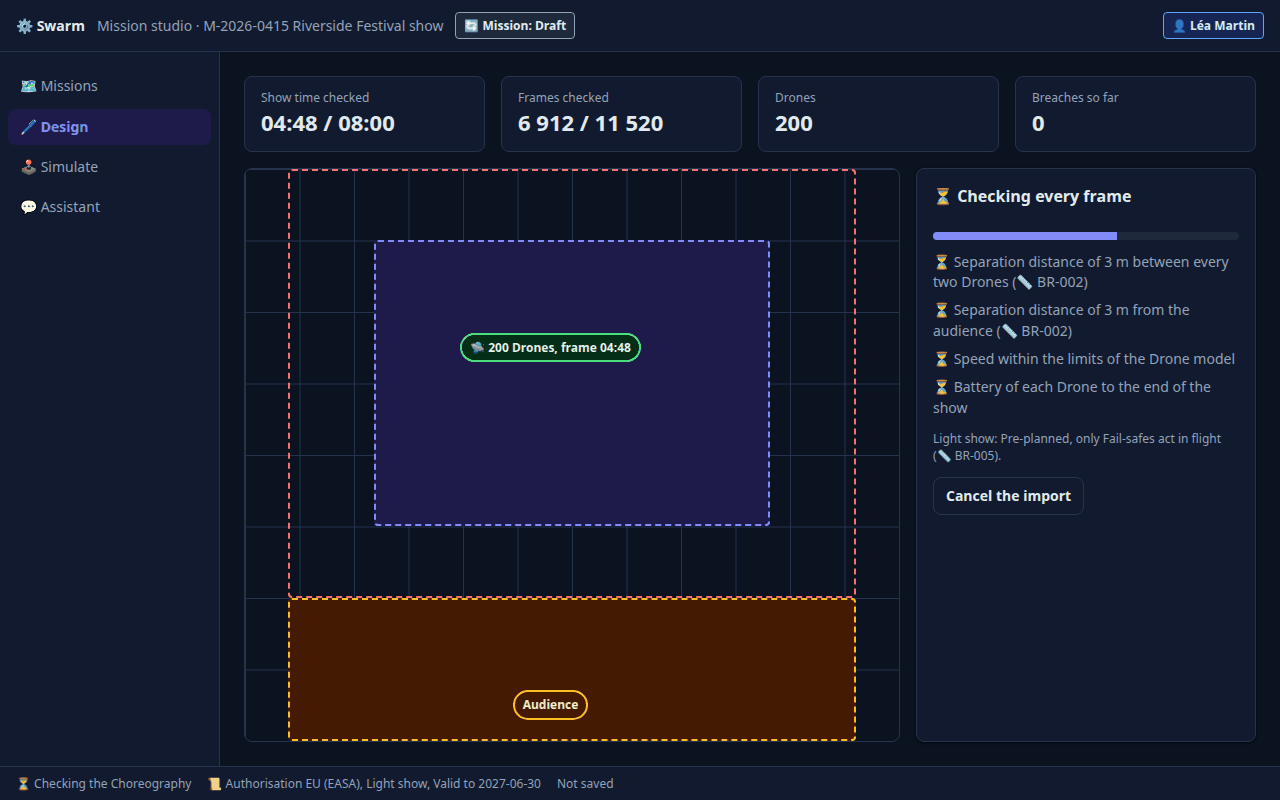 ⚙️ Swarm Mission studio · M-2026-0415 Riverside Festival show 🔄 Mission: Draft 👤 Léa Martin
🗺️ Missions
🖊️ Design
🕹️ Simulate
💬 Assistant
Show time checked
04:48 / 08:00
Frames checked
6 912 / 11 520
Drones
200
Breaches so far
0
🛸 200 Drones, frame 04:48
Audience
⏳ Checking every frame
⏳ Separation distance of 3 m between every
two Drones (📏 BR-002)
⏳ Separation distance of 3 m from the
audience (📏 BR-002)
⏳ Speed within the limits of the Drone model
⏳ Battery of each Drone to the end of the
show
Light show: Pre-planned, only Fail-safes act in flight
(📏 BR-005).
Cancel the import
⏳ Checking the Choreography 📜 Authorisation EU (EASA), Light show, Valid to 2027-06-30 Not saved